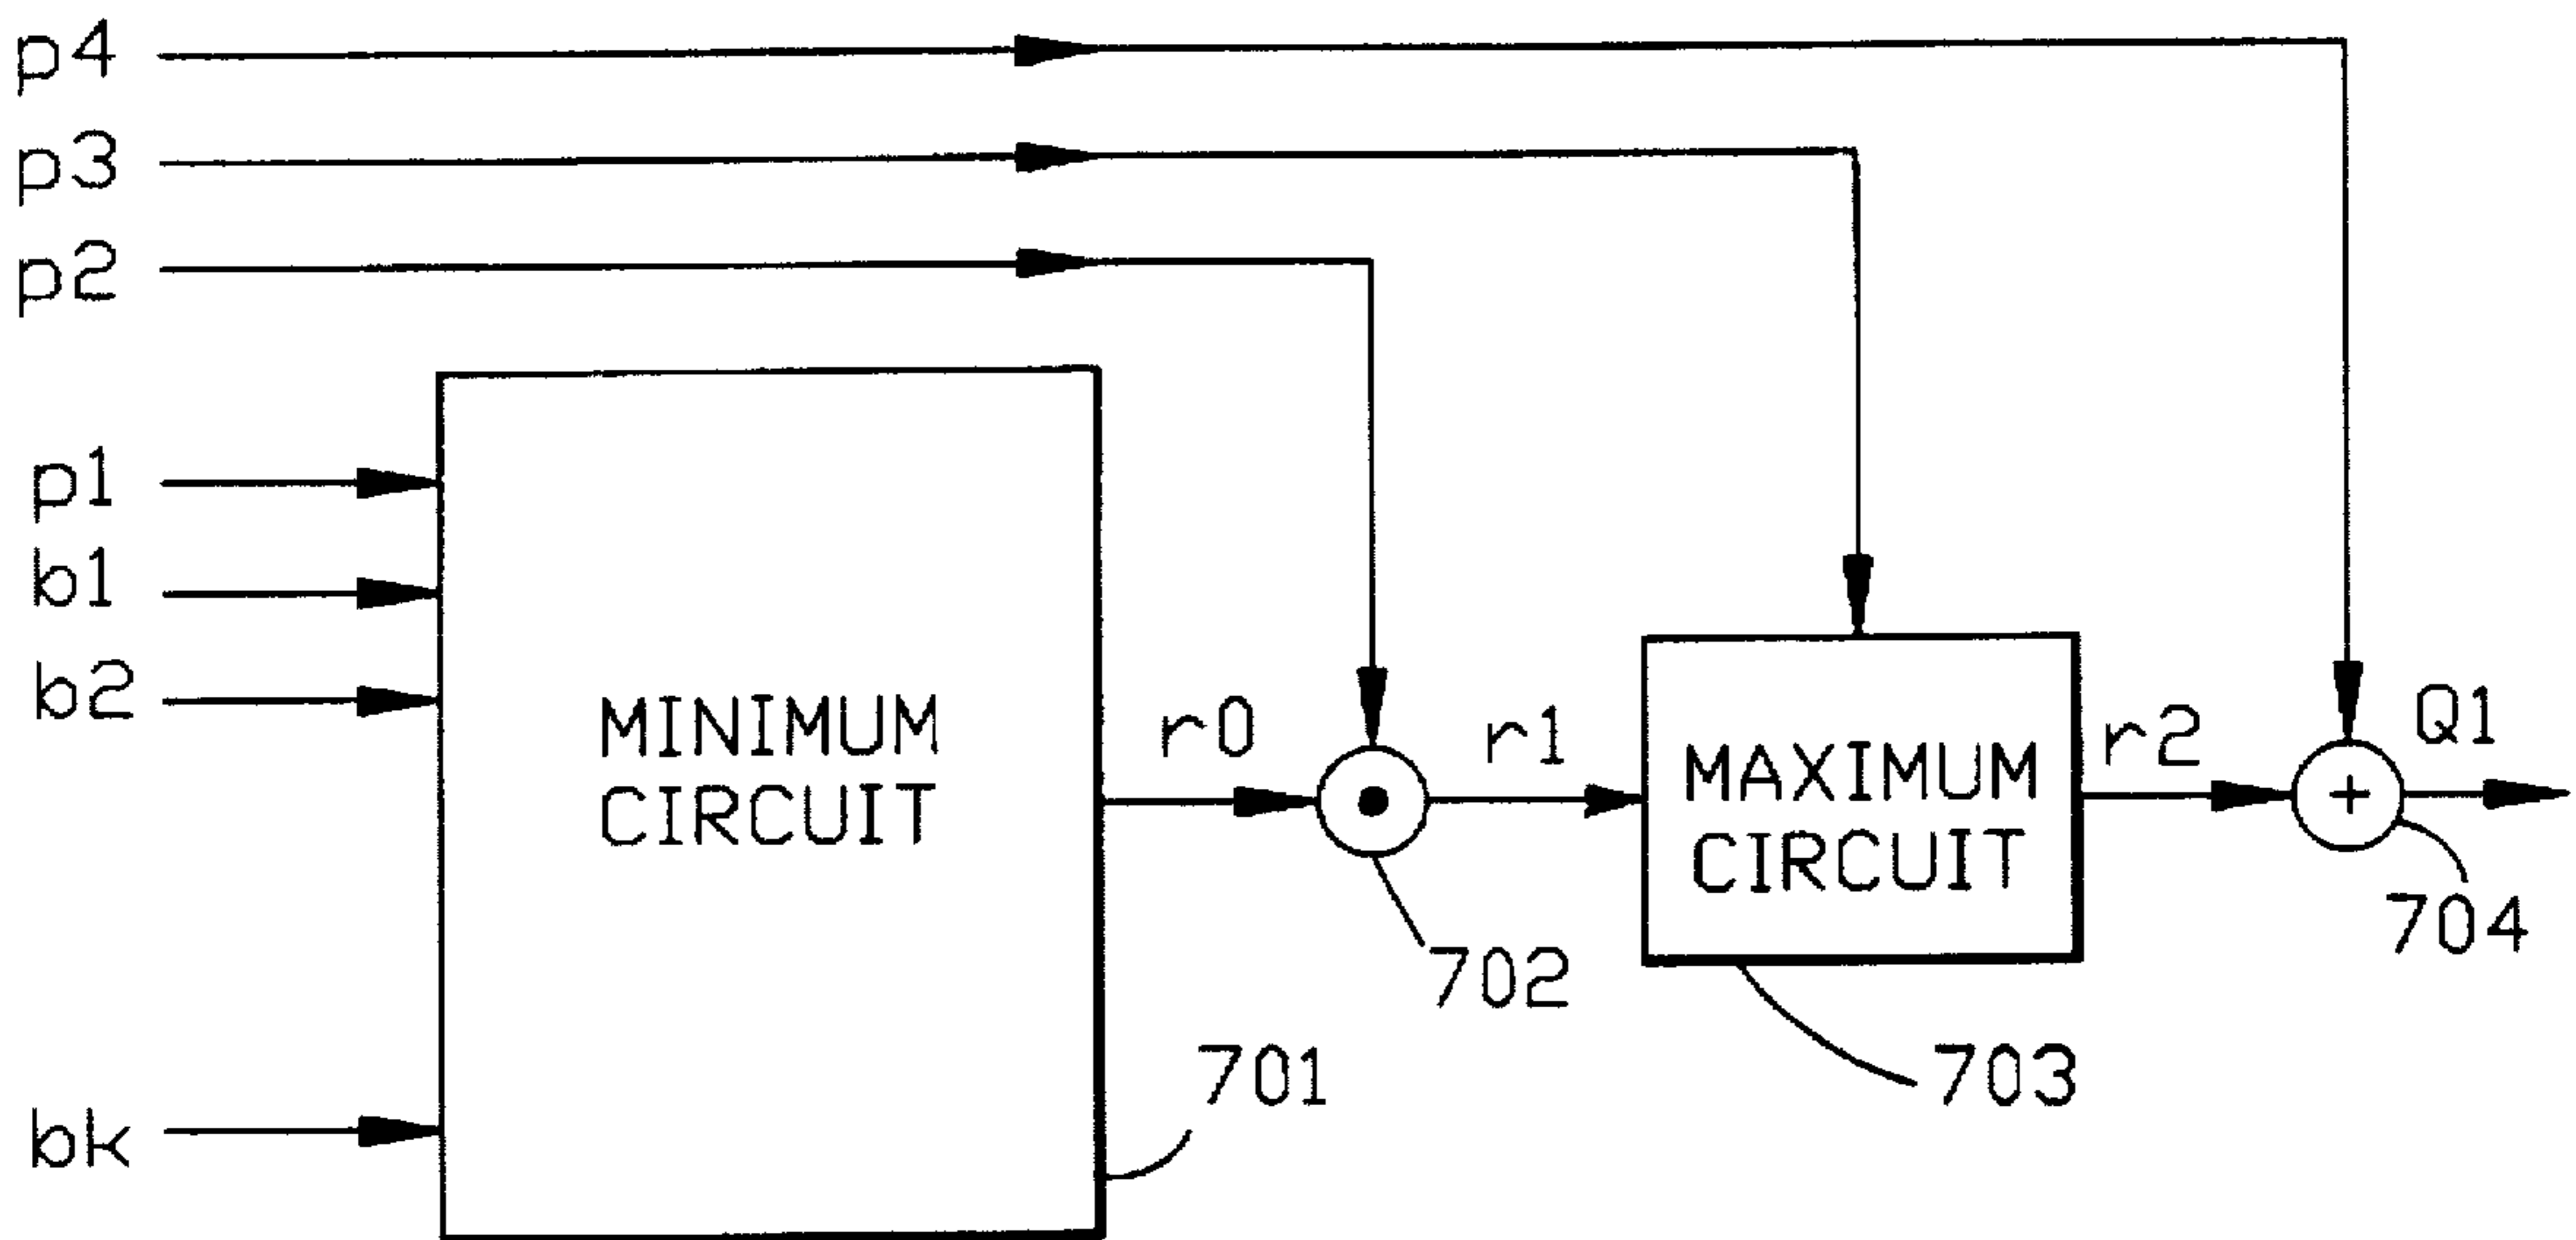 p4
p3
p2
p1
b1
b2
bk
MINIMUM
CIRCUIT
701
r0
702
r1
MAXIMUM
CIRCUIT
703
r2
+
704
Q1